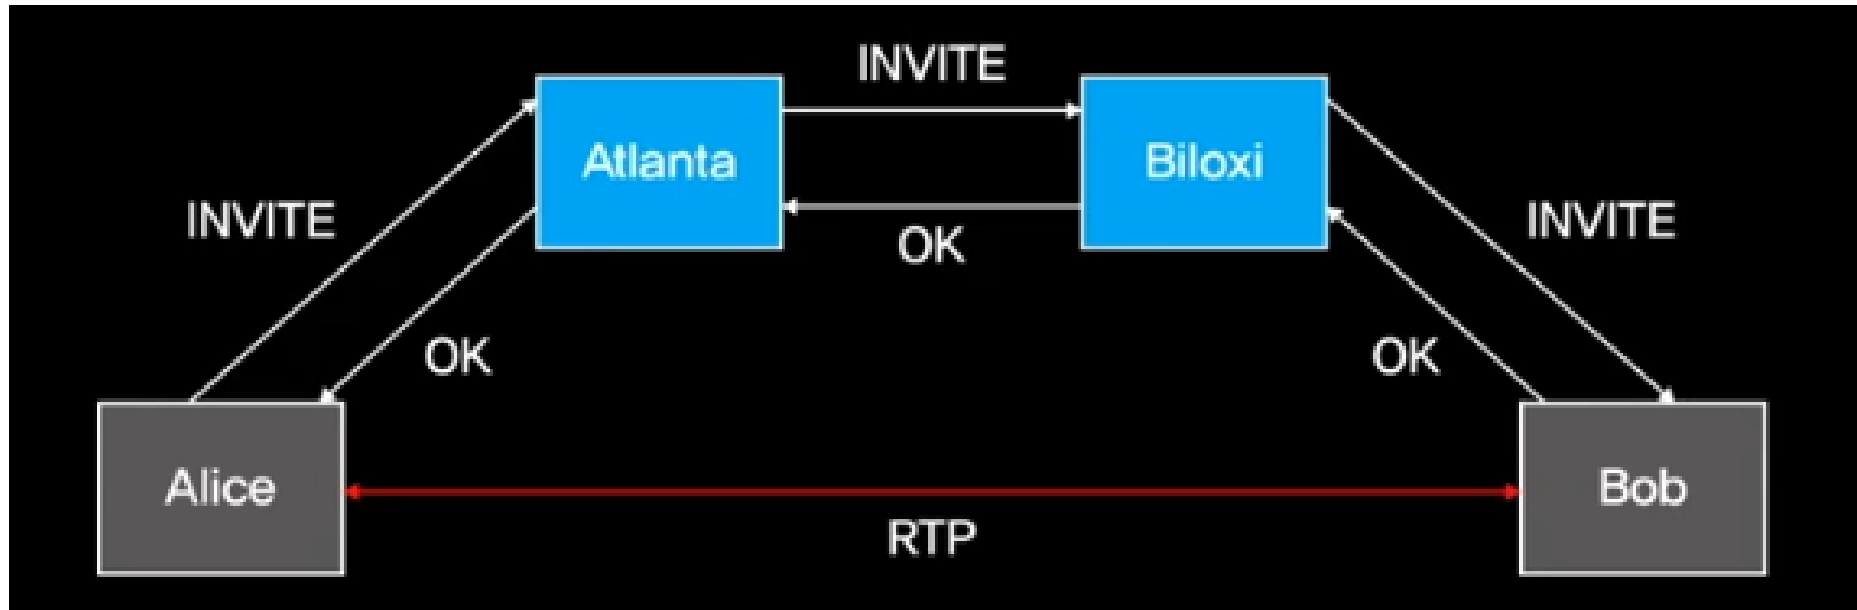 INVITE
Atlanta
Biloxi
INVITE
INVITE
OK
OK
OK
Alice
Bob
RTP